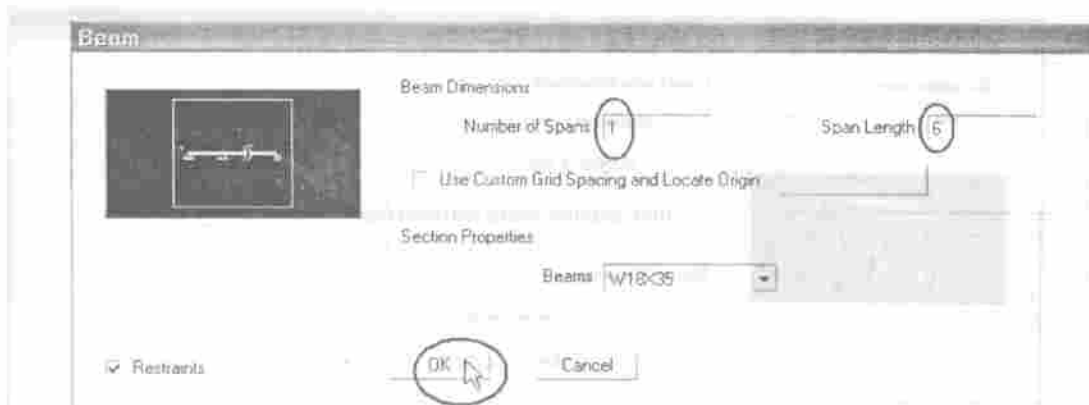 Beam
Beam Dimensions
Number of Spans 1
Span Length 6
Use Custom Grid Spacing and Locate Origin
Section Properties
Beams W18X35
Restraints
OK
Cancel